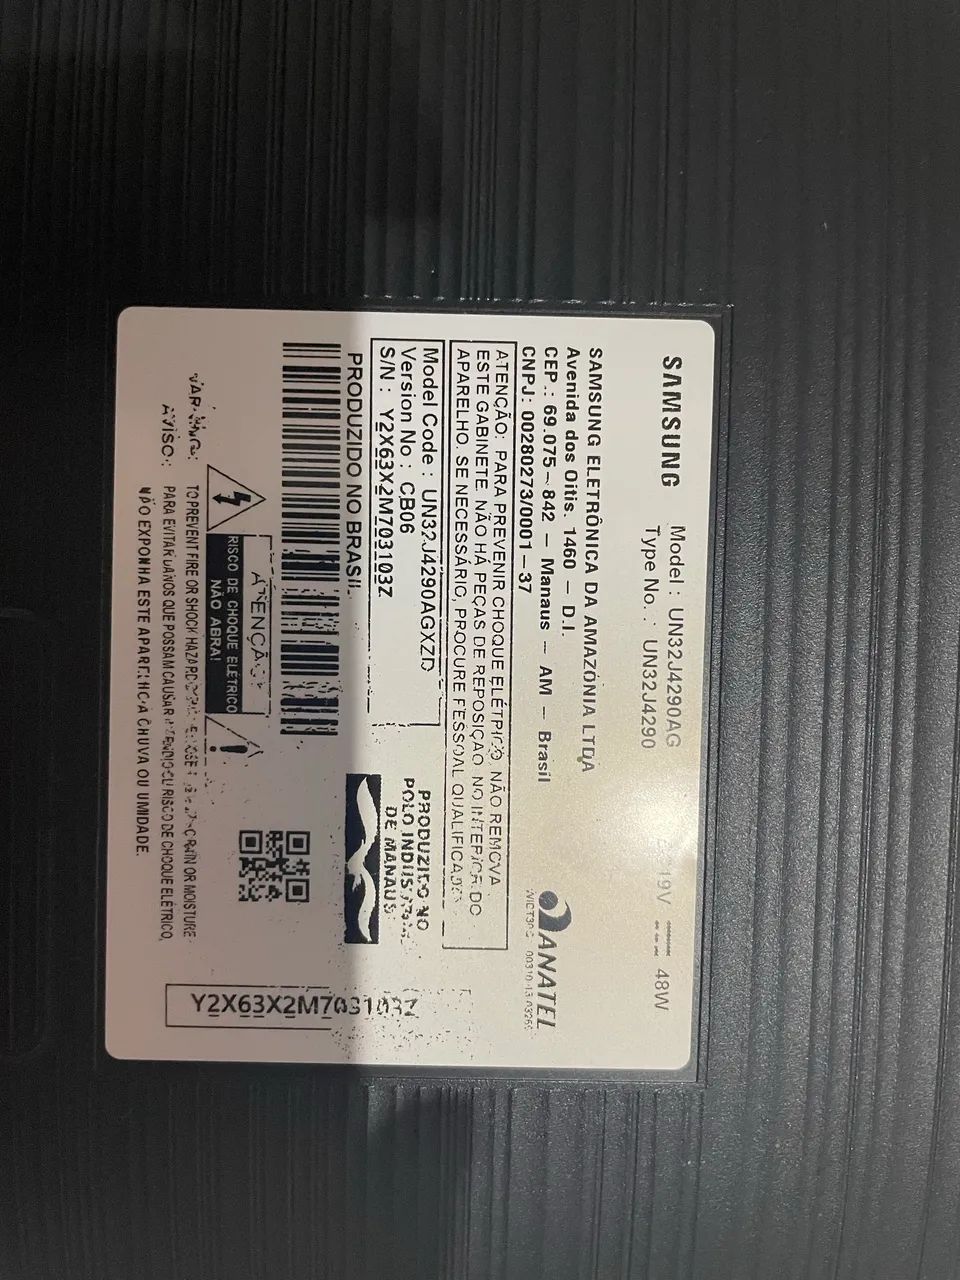 SAMSUNG
Model : UN32J4290AG
Type No. : UN32J4290
19V 48W
SAMSUNG ELETRÔNICA DA AMAZÔNIA LTDA
Avenida dos Oitis. 1460 – D.I.
CEP.: 69.075–842 – Manaus – AM – Brasil
CNPJ: 00280273/0001–37
ANATEL
ATENÇÃO: PARA PREVENIR CHOQUE ELÉTRICO, NÃO REMOVA
ESTE GABINETE. NÃO HÁ PEÇAS DE REPOSIÇÃO NO INTERIOR DO
APARELHO. SE NECESSÁRIO, PROCURE PESSOAL QUALIFICADO.
Model Code : UN32J4290AGXZD
Version No : CB06
S/N : Y2X63X2M703103Z
PRODUZIDO NO
POLO INDUSTRIAL
DE MANAUS
PRODUZIDO NO BRASIL
ATENÇÃO
RISCO DE CHOQUE ELÉTRICO
NÃO ABRA!
WARNING: TO PREVENT FIRE OR SHOCK HAZARD RAIN OR MOISTURE
AVISO: PARA EVITAR DANOS QUE POSSAM CAUSAR INCÊNDIO OU RISCO DE CHOQUE ELÉTRICO,
NÃO EXPONHA ESTE APARELHO A CHUVA OU UMIDADE.
Y2X63X2M703103Z